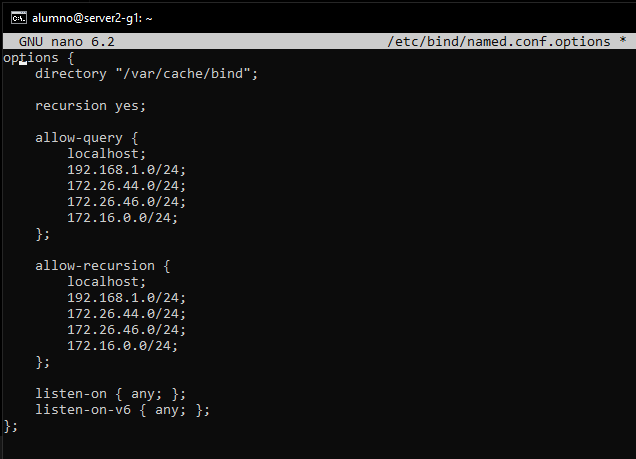 alumno@server2-g1: ~
GNU nano 6.2 /etc/bind/named.conf.options *
options {
    directory "/var/cache/bind";

    recursion yes;

    allow-query {
        localhost;
        192.168.1.0/24;
        172.26.44.0/24;
        172.26.46.0/24;
        172.16.0.0/24;
    };

    allow-recursion {
        localhost;
        192.168.1.0/24;
        172.26.44.0/24;
        172.26.46.0/24;
        172.16.0.0/24;
    };

    listen-on { any; };
    listen-on-v6 { any; };
};